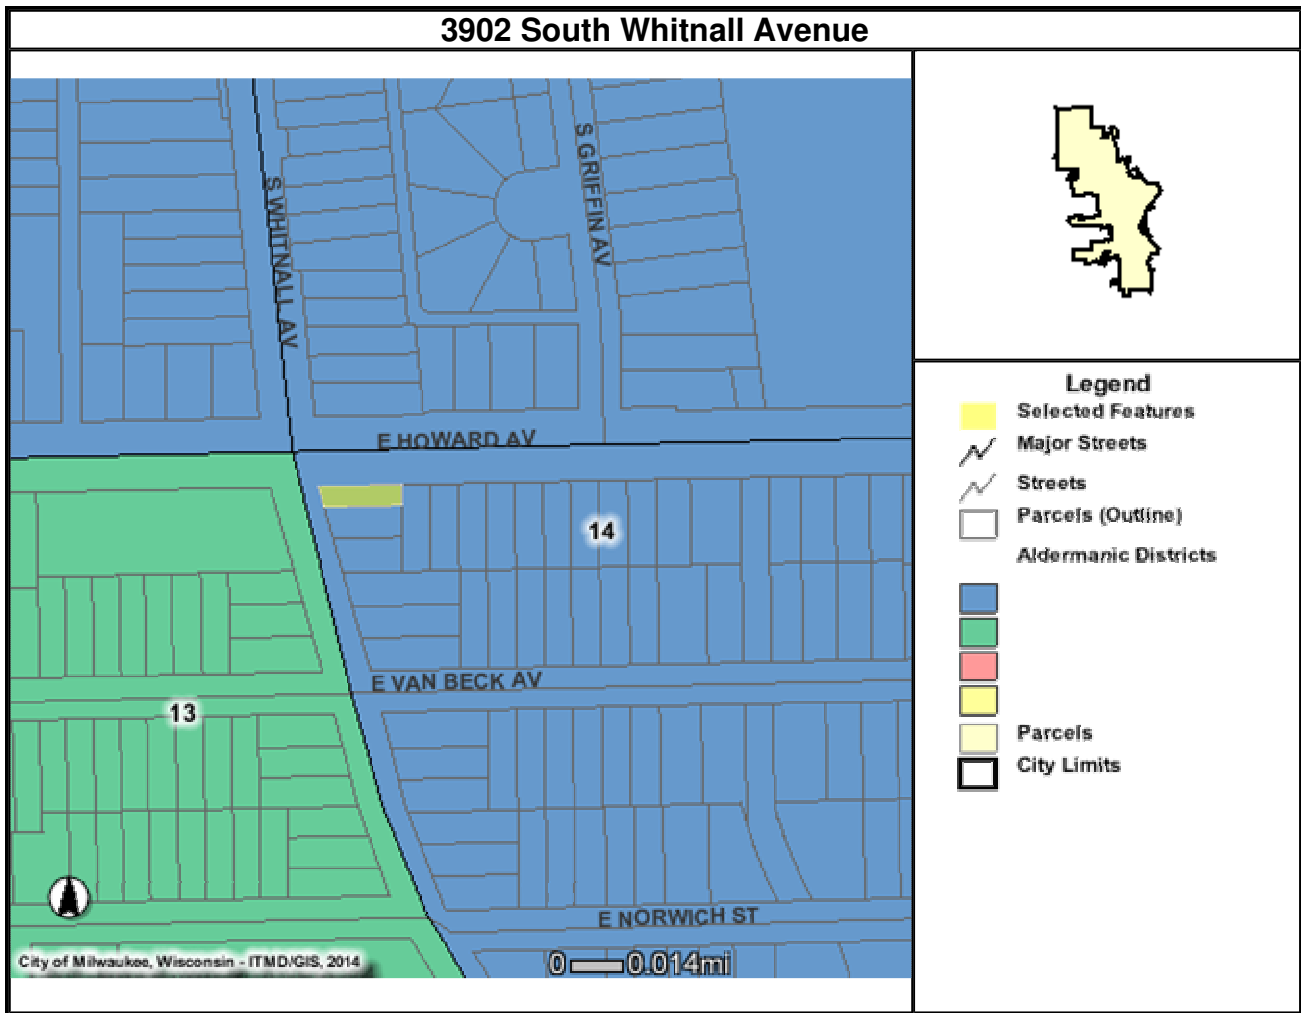 3902 South Whitnall Avenue
S WHITNALL AV
S GRIFFIN AV
E HOWARD AV
14
E VAN BECK AV
13
E NORWICH ST
City of Milwaukee, Wisconsin - ITMD/GIS, 2014
0 0.014mi
Legend
Selected Features
Major Streets
Streets
Parcels (Outline)
Aldermanic Districts
Parcels
City Limits